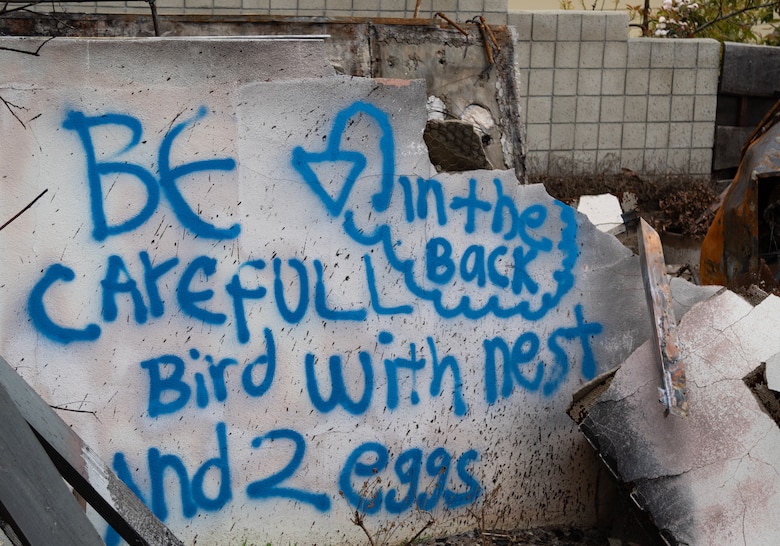 BE
CArEFULL
in the
BACK
Bird with nest
And 2 eggs